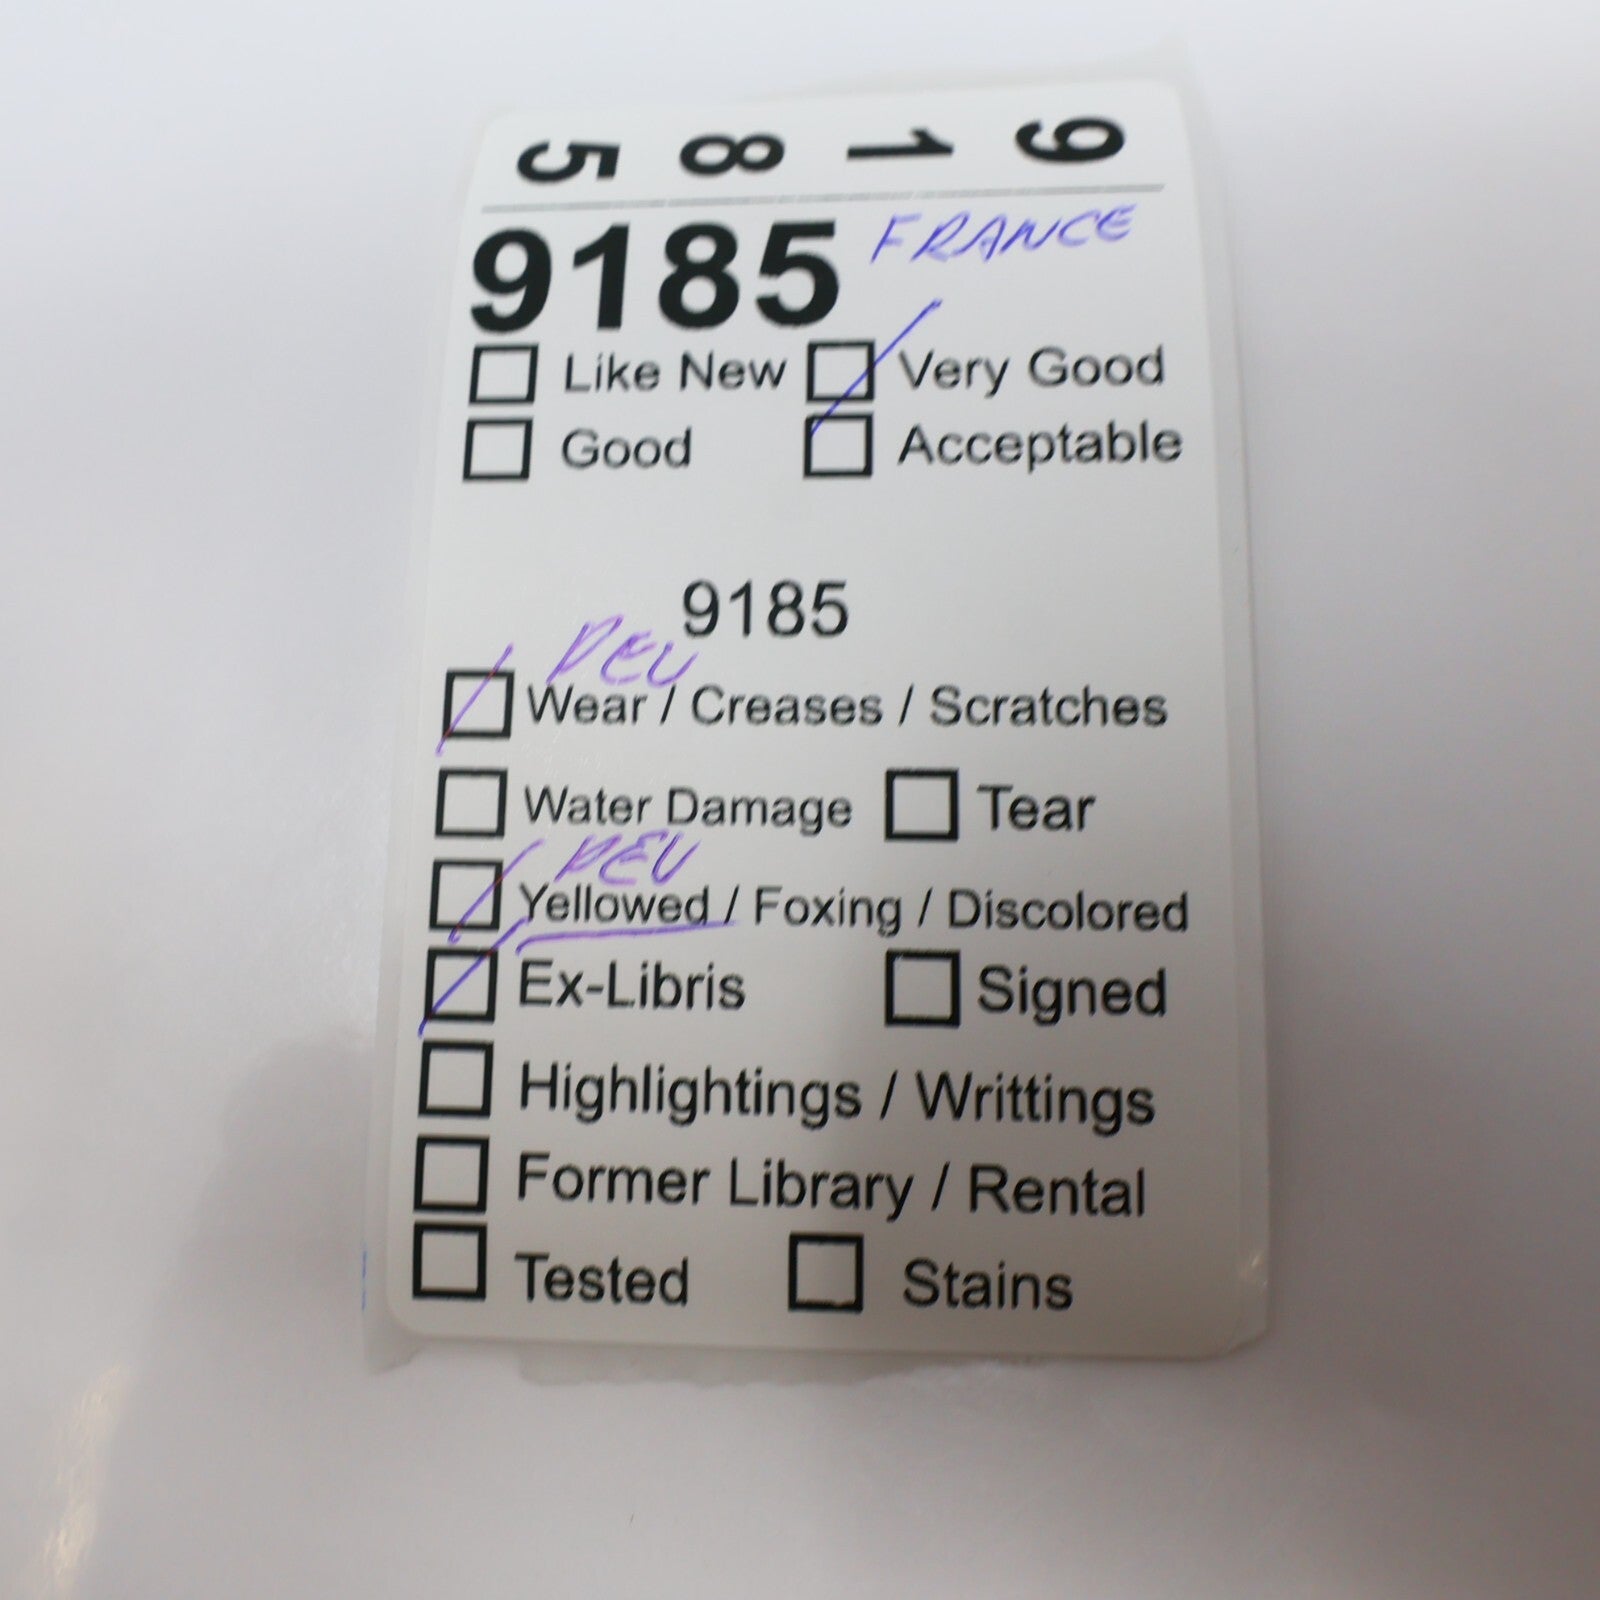 9 1 8 5
9185 FRANCE
Like New Very Good
Good Acceptable
9185
PEU
Wear / Creases / Scratches
Water Damage Tear
PEU
Yellowed / Foxing / Discolored
Ex-Libris Signed
Highlightings / Writtings
Former Library / Rental
Tested Stains